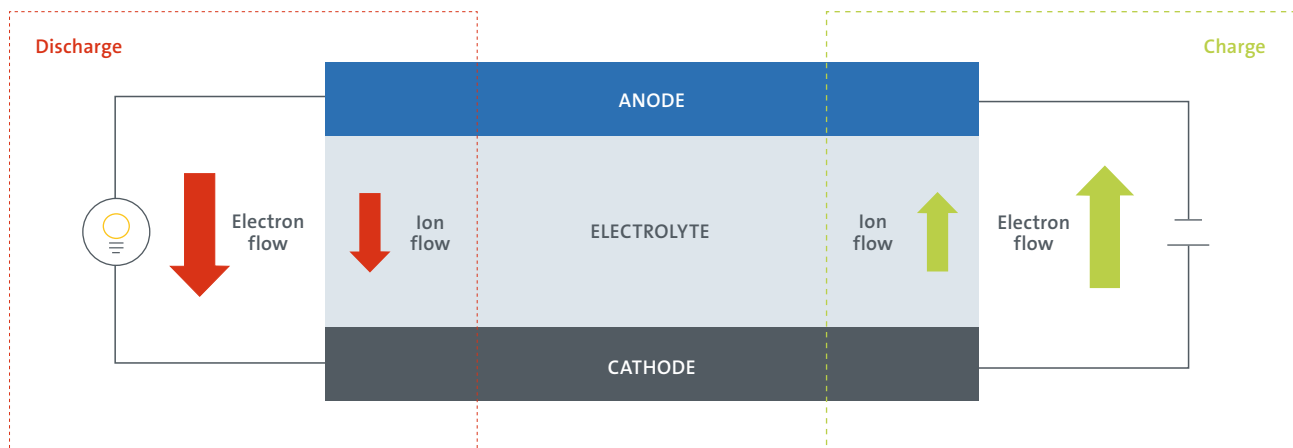 Discharge
Charge
ANODE
Electron
flow
Ion
flow
ELECTROLYTE
Ion
flow
Electron
flow
CATHODE